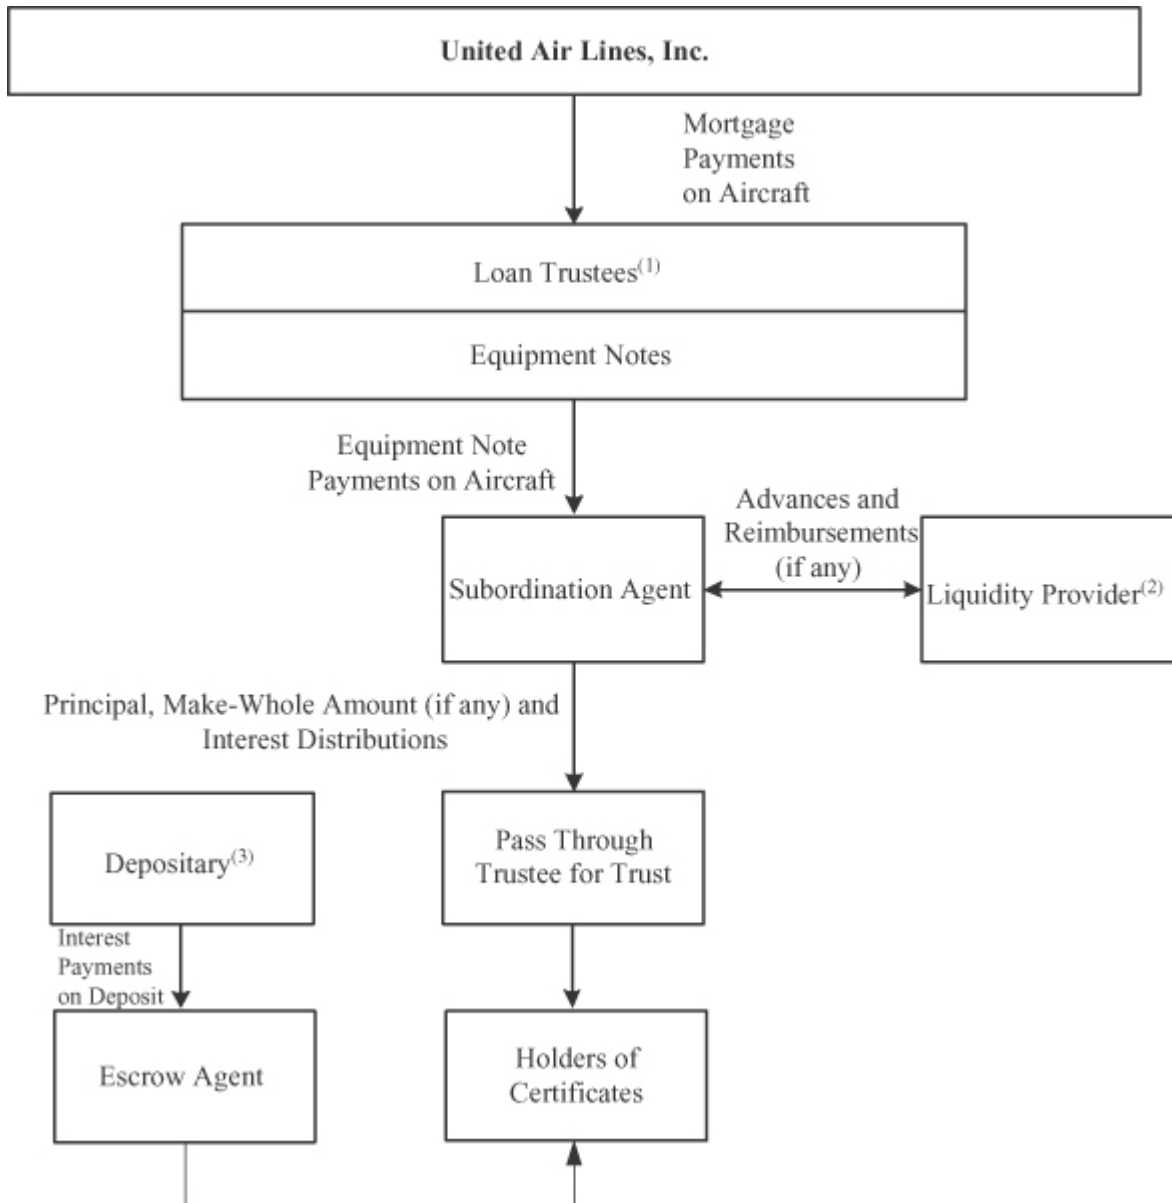 United Air Lines, Inc.
Mortgage
Payments
on Aircraft
Loan Trustees(1)
Equipment Notes
Equipment Note
Payments on Aircraft
Advances and
Reimbursements
(if any)
Subordination Agent
Liquidity Provider(2)
Principal, Make-Whole Amount (if any) and
Interest Distributions
Depositary(3)
Pass Through
Trustee for Trust
Interest
Payments
on Deposit
Escrow Agent
Holders of
Certificates